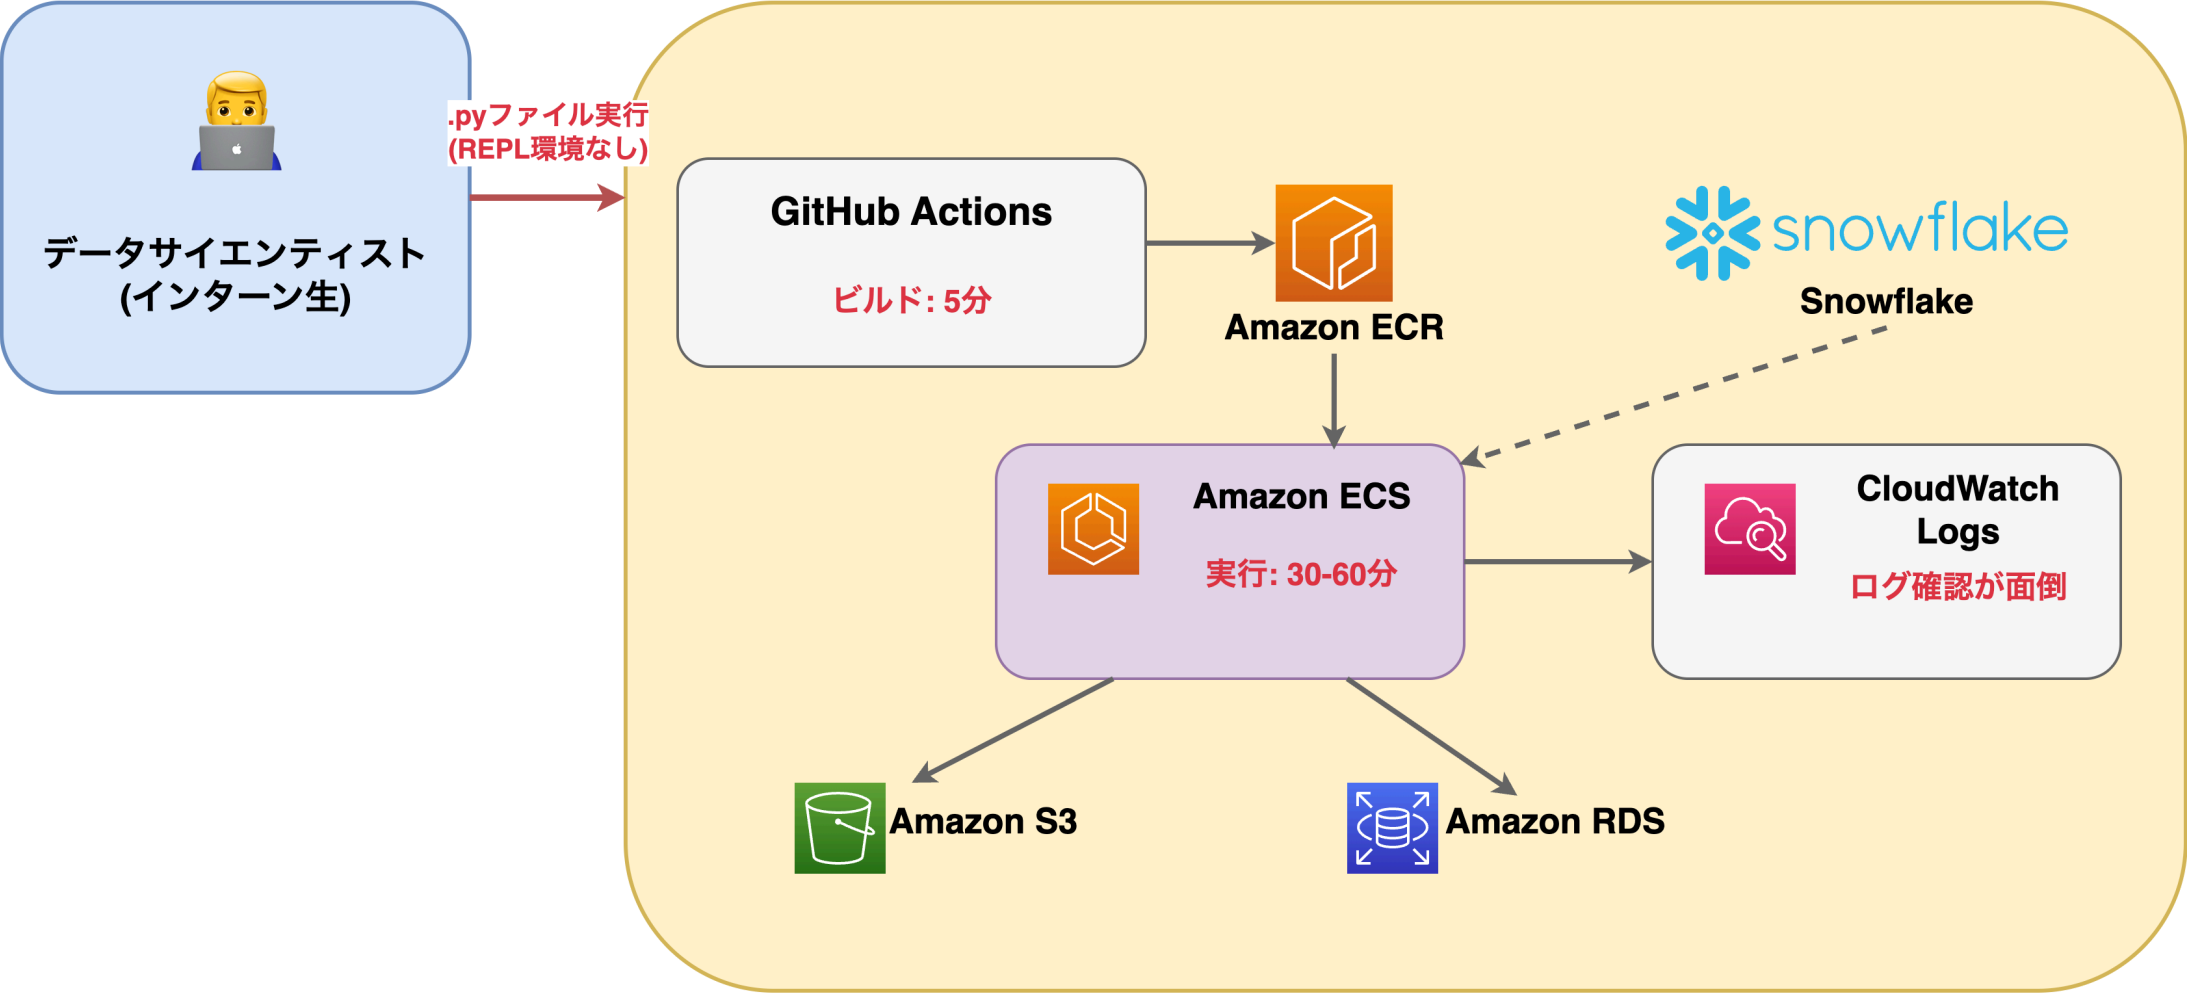 .pyファイル実行
(REPL環境なし)
データサイエンティスト
(インターン生)
GitHub Actions
ビルド: 5分
Amazon ECR
snowflake
Snowflake
Amazon ECS
実行: 30-60分
CloudWatch
Logs
ログ確認が面倒
Amazon S3
Amazon RDS